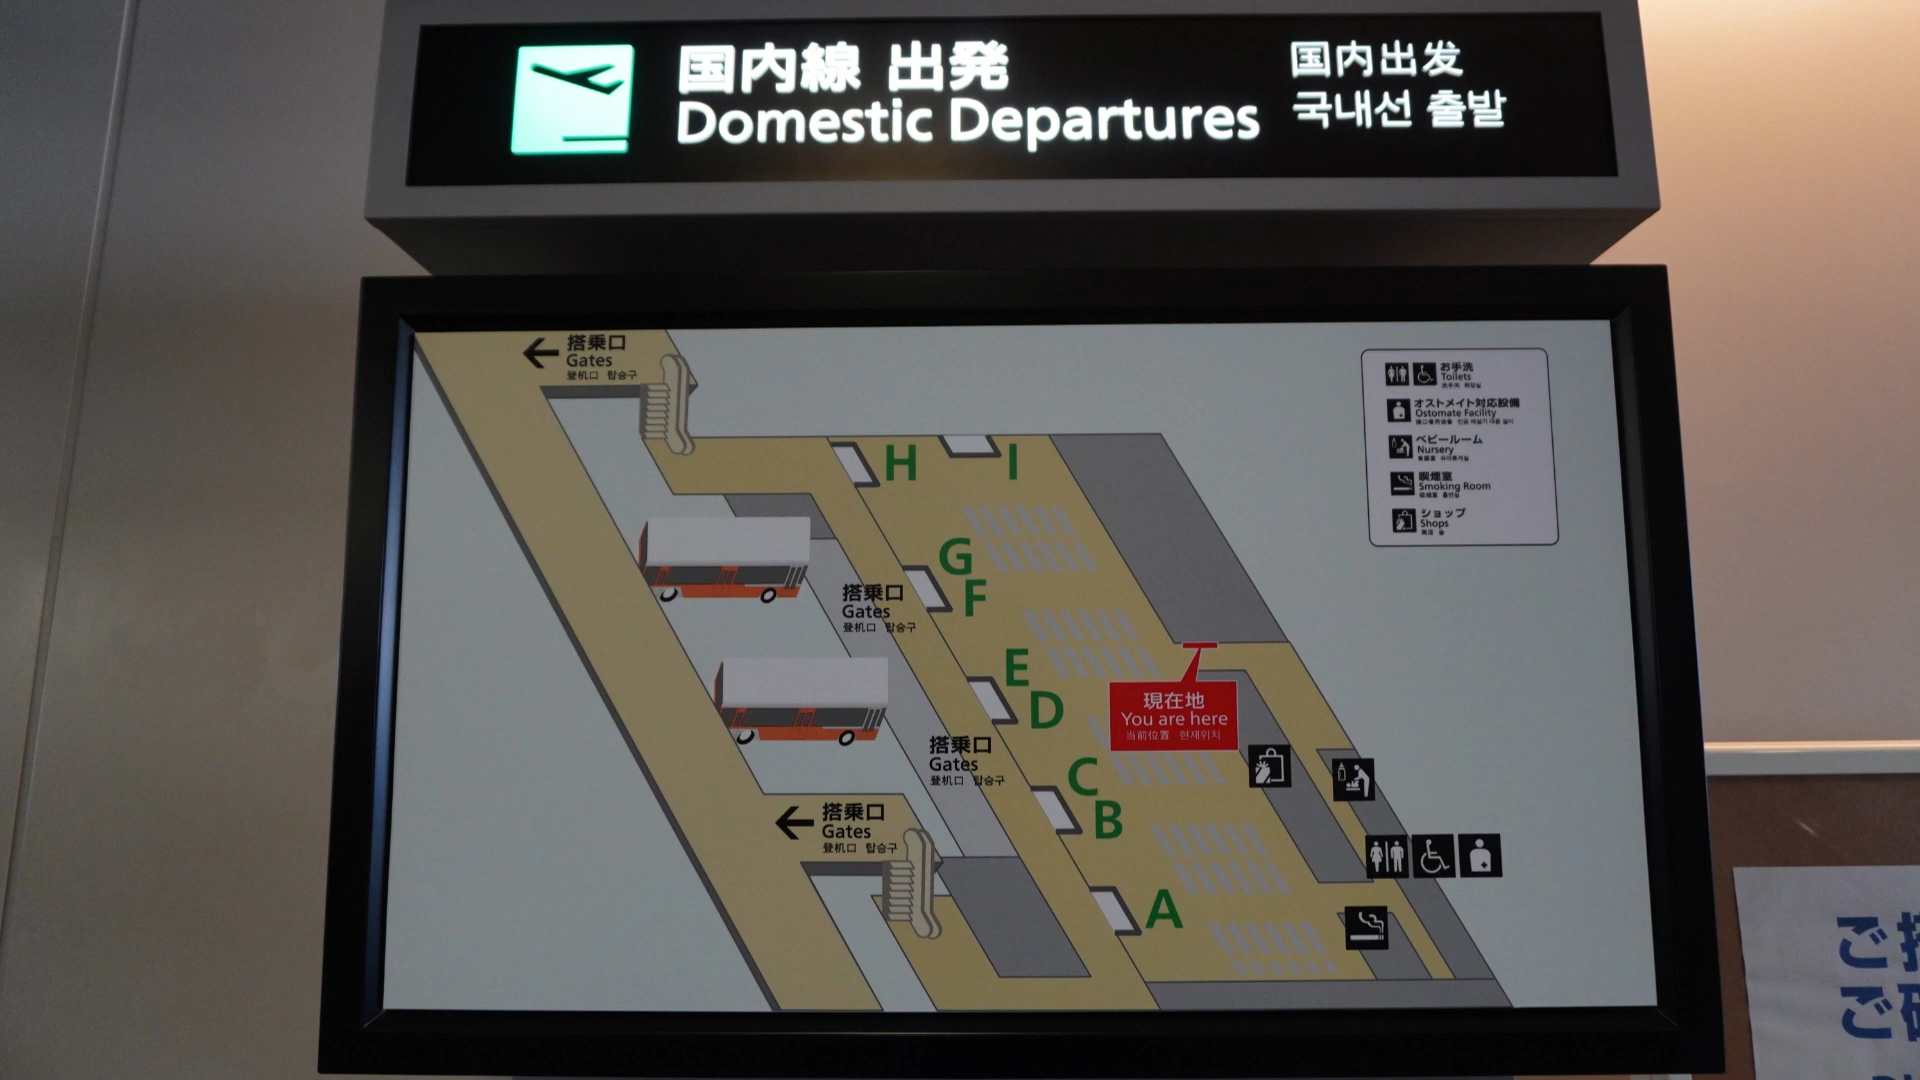 国内線 出発
Domestic Departures
国内出发
국내선 출발
搭乗口
Gates
登机口 탑승구
お手洗
Toilets
オストメイト対応設備
Ostomate Facility
ベビールーム
Nursery
喫煙室
Smoking Room
ショップ
Shops
H
I
G
F
搭乗口
Gates
登机口 탑승구
E
D
現在地
You are here
当前位置 현재위치
搭乗口
Gates
登机口 탑승구
C
B
搭乗口
Gates
登机口 탑승구
A
ご
ご